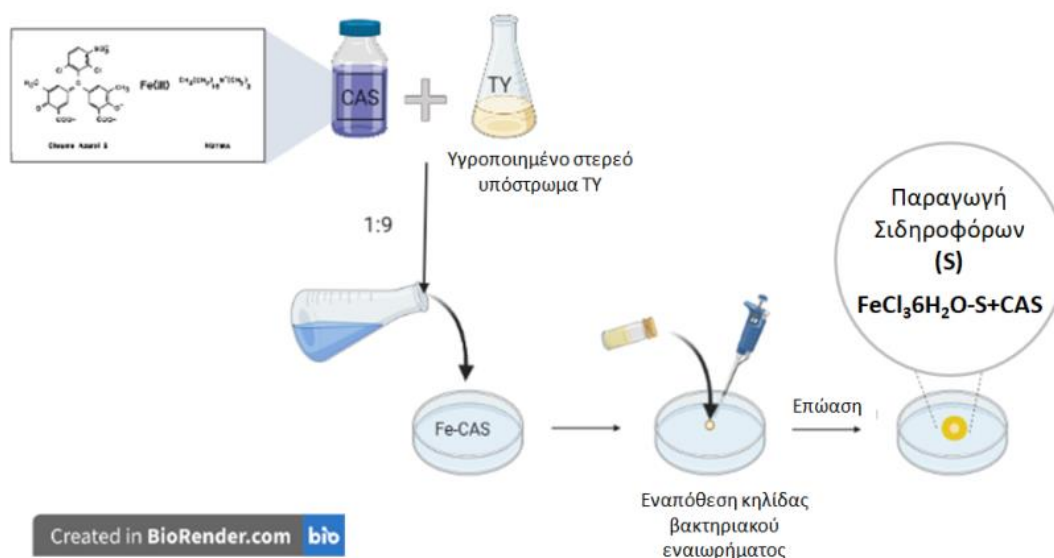 CAS
TY
Fe(III)
Υγροποιημένο στερεό
υπόστρωμα TY
1:9
Fe-CAS
Επώαση
Εναπόθεση κηλίδας
βακτηριακού
εναιωρήματος
Παραγωγή
Σιδηροφόρων
(S)
FeCl₃6H₂O-S+CAS
Created in BioRender.com bio